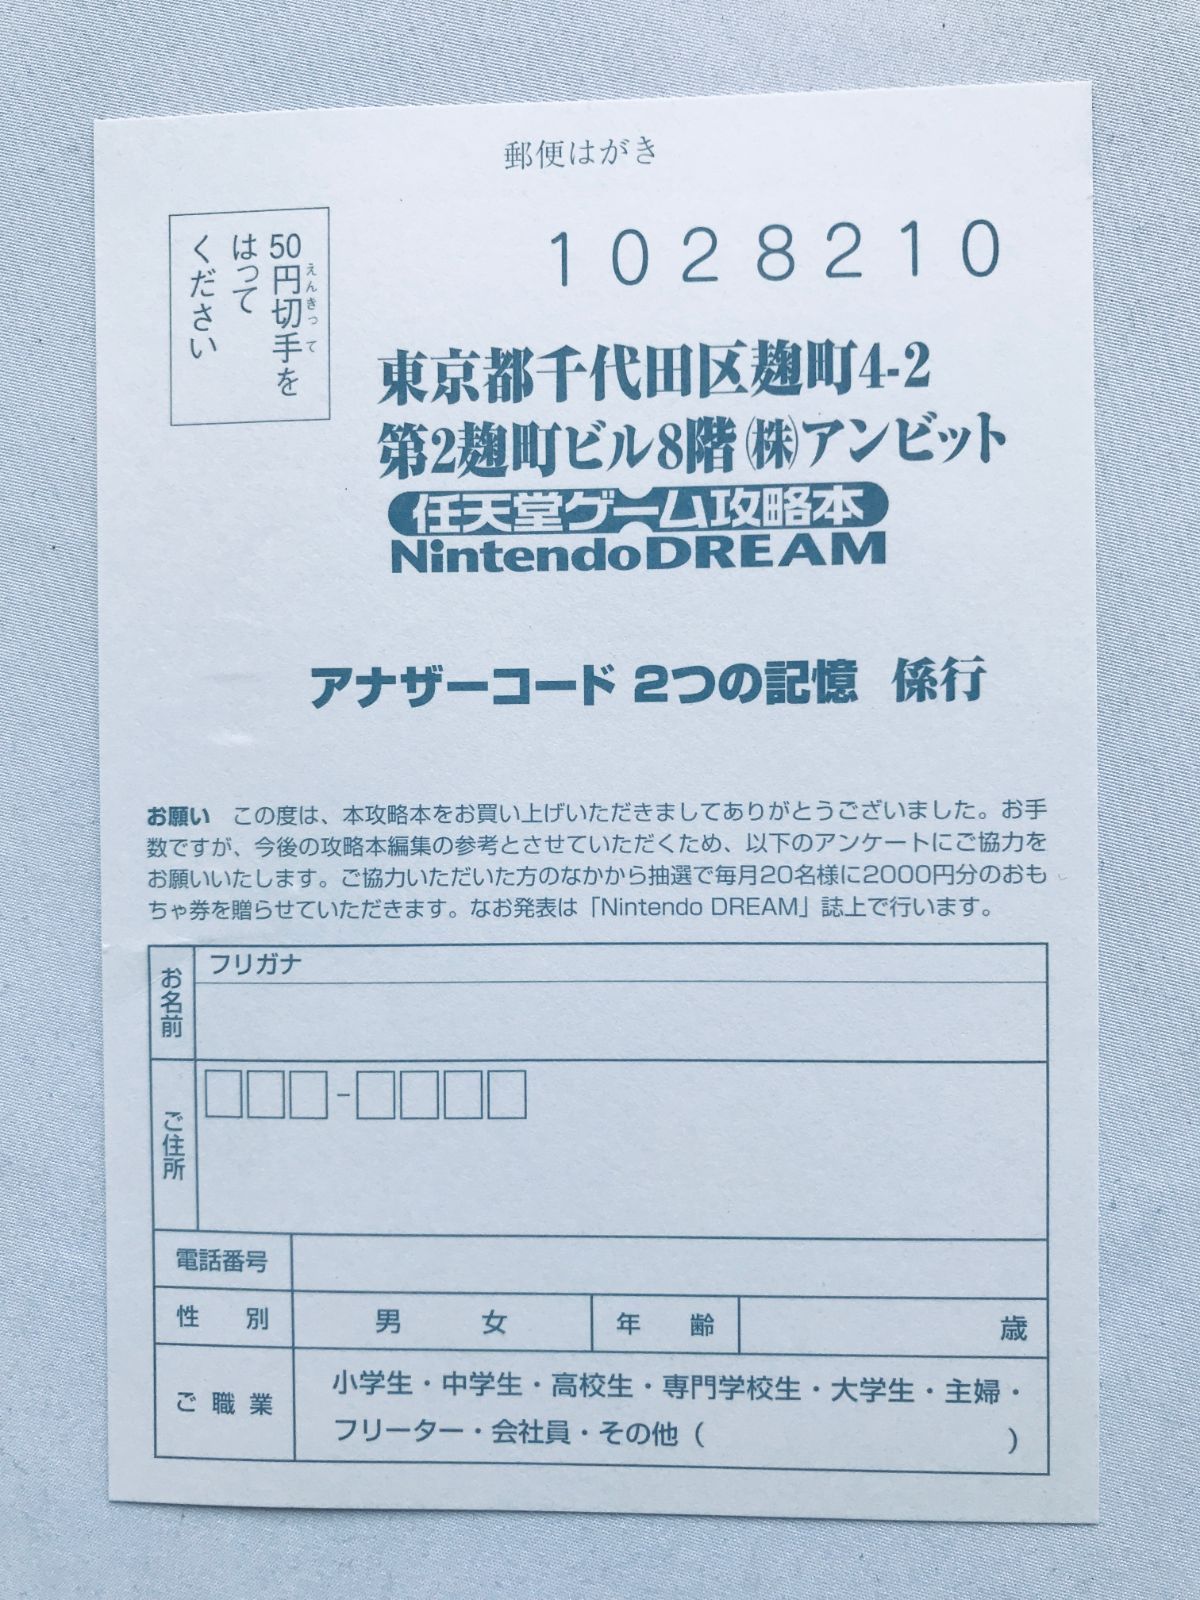 郵便はがき
50円切手を
えんきって
はって
ください
1028210
東京都千代田区麹町4-2
第2麹町ビル8階㈱アンビット
任天堂ゲーム攻略本
Nintendo DREAM
アナザーコード 2つの記憶 係行
お願い この度は、本攻略本をお買い上げいただきましてありがとうございました。お手
数ですが、今後の攻略本編集の参考とさせていただくため、以下のアンケートにご協力を
お願いいたします。ご協力いただいた方のなかから抽選で毎月20名様に2000円分のおも
ちゃ券を贈らせていただきます。なお発表は「Nintendo DREAM」誌上で行います。
お名前
フリガナ
ご住所
−
電話番号
性 別 男 女 年 齢 歳
ご職業
小学生・中学生・高校生・専門学校生・大学生・主婦・
フリーター・会社員・その他( )